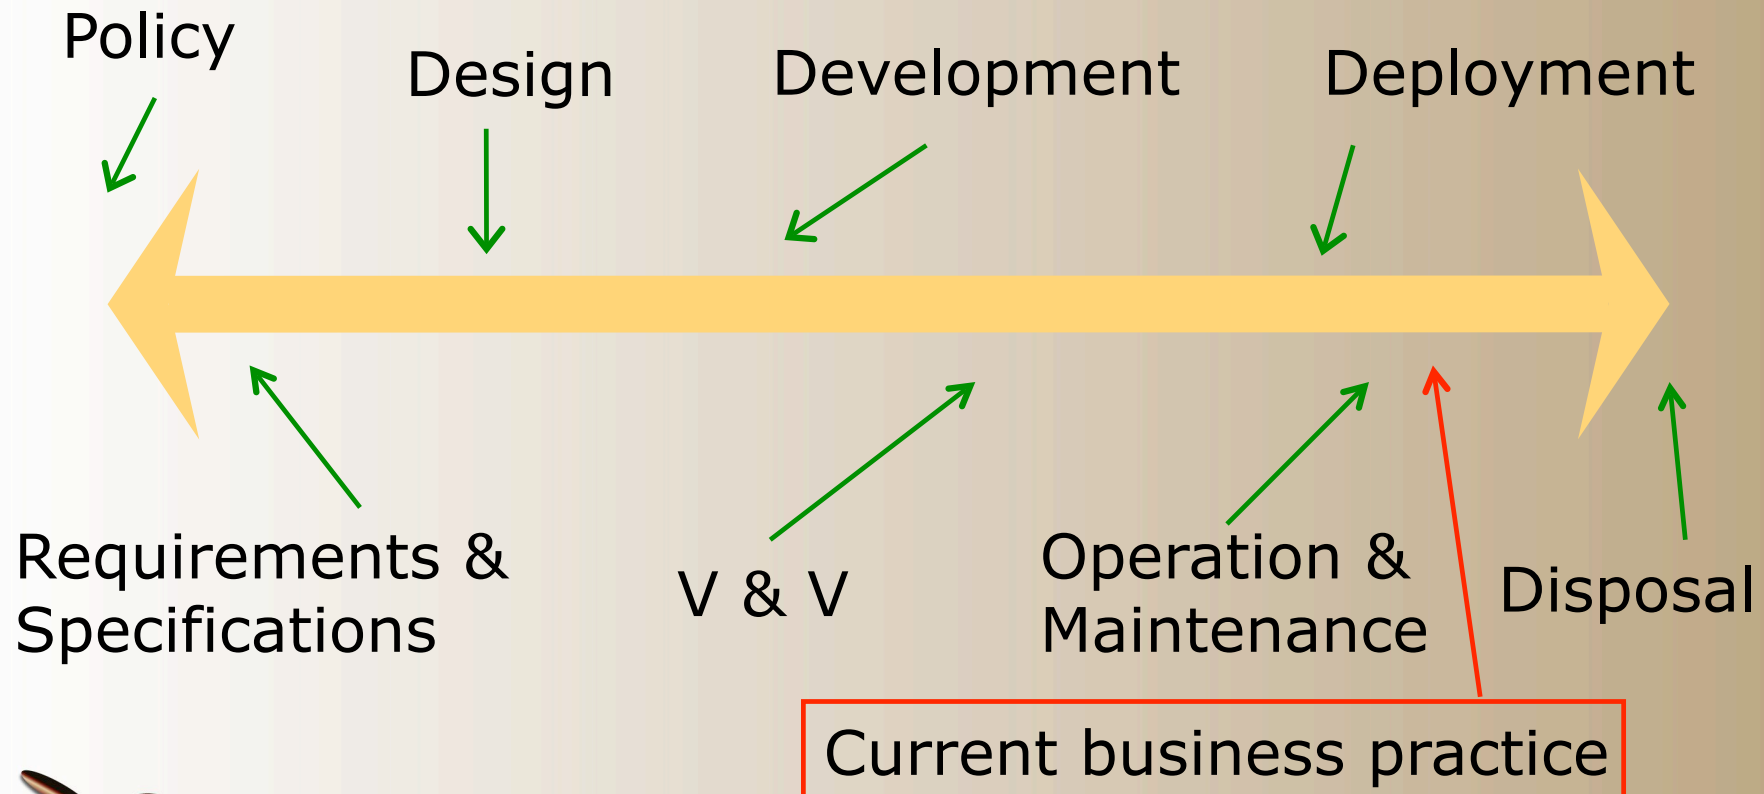 Policy
Design
Development
Deployment
Requirements &
Specifications
V & V
Operation &
Maintenance
Disposal
Current business practice